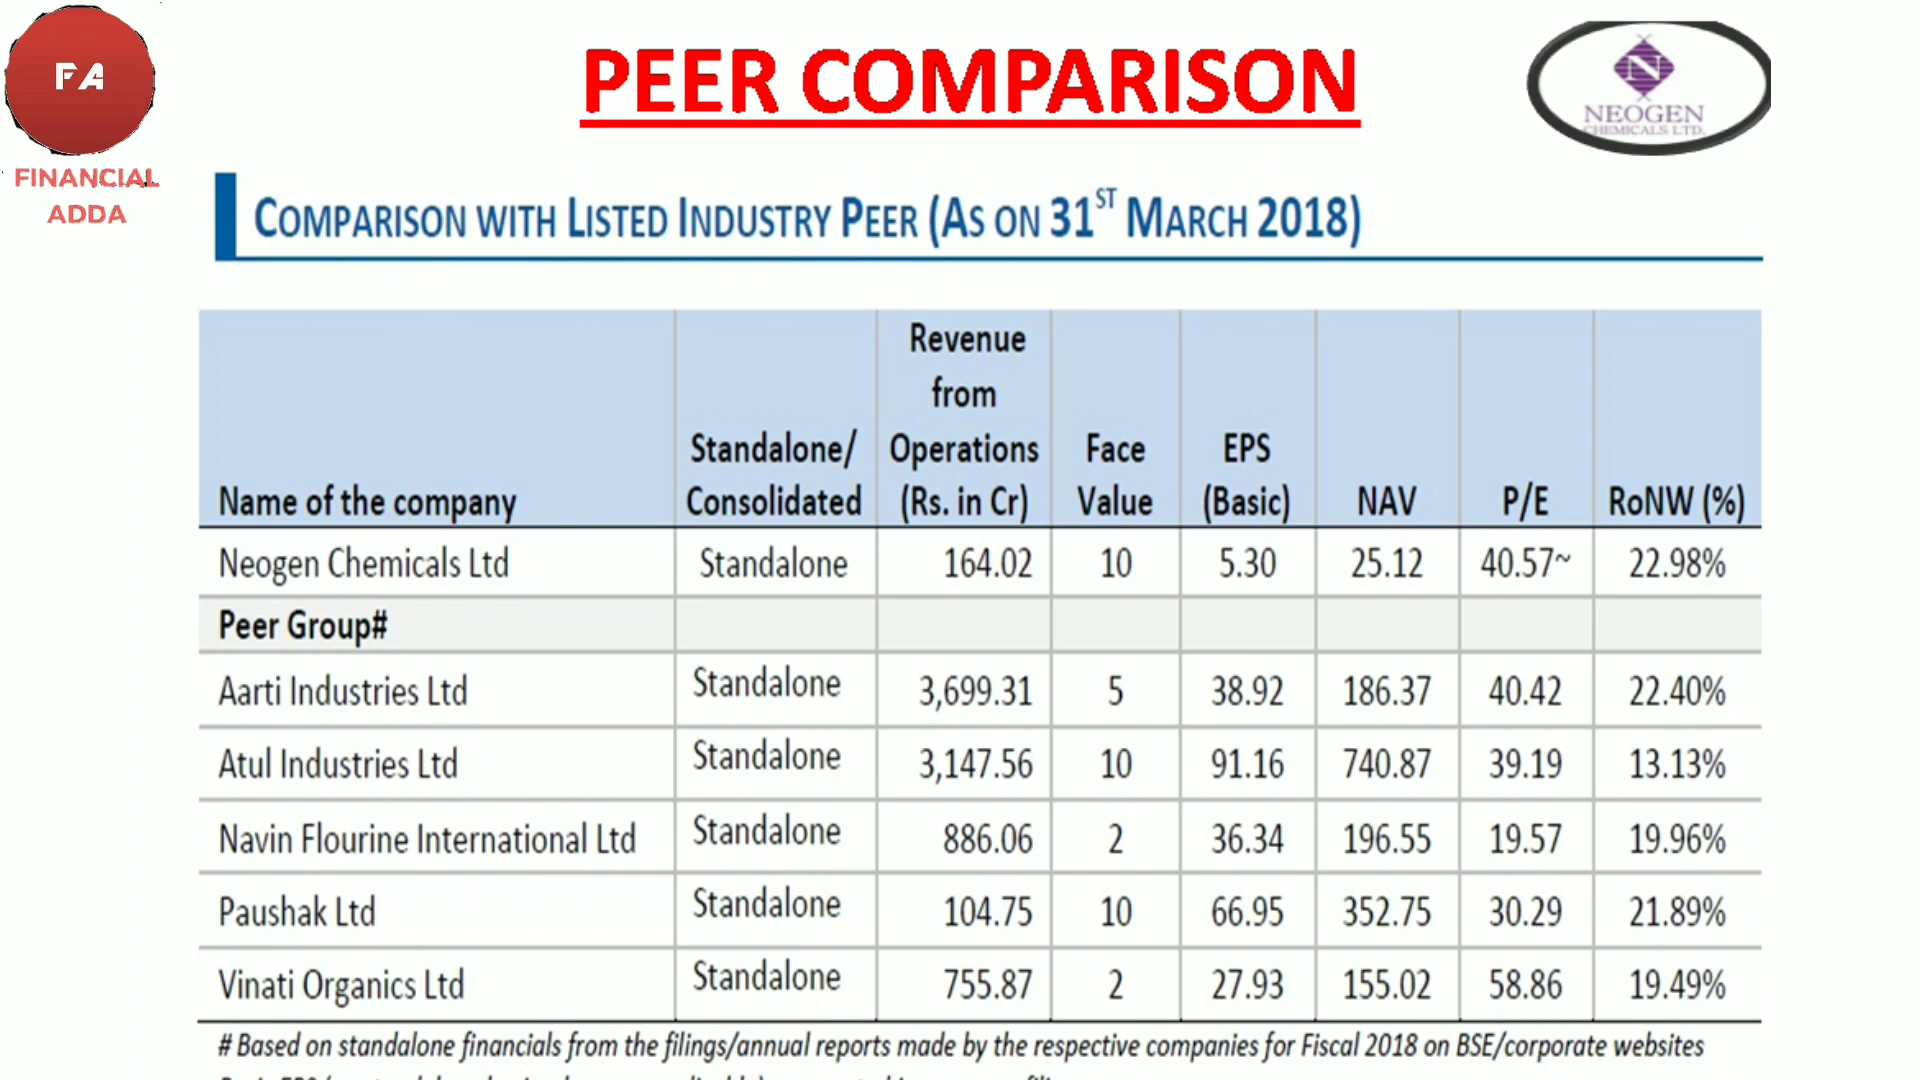 FA
FINANCIAL
ADDA
PEER COMPARISON
N
NEOGEN
CHEMICALS LTD.
COMPARISON WITH LISTED INDUSTRY PEER (AS ON 31ST MARCH 2018)
Name of the company Standalone/ Consolidated Revenue from Operations (Rs. in Cr) Face Value EPS (Basic) NAV P/E RoNW (%)
Neogen Chemicals Ltd Standalone 164.02 10 5.30 25.12 40.57~ 22.98%
Peer Group#
Aarti Industries Ltd Standalone 3,699.31 5 38.92 186.37 40.42 22.40%
Atul Industries Ltd Standalone 3,147.56 10 91.16 740.87 39.19 13.13%
Navin Flourine International Ltd Standalone 886.06 2 36.34 196.55 19.57 19.96%
Paushak Ltd Standalone 104.75 10 66.95 352.75 30.29 21.89%
Vinati Organics Ltd Standalone 755.87 2 27.93 155.02 58.86 19.49%
# Based on standalone financials from the filings/annual reports made by the respective companies for Fiscal 2018 on BSE/corporate websites